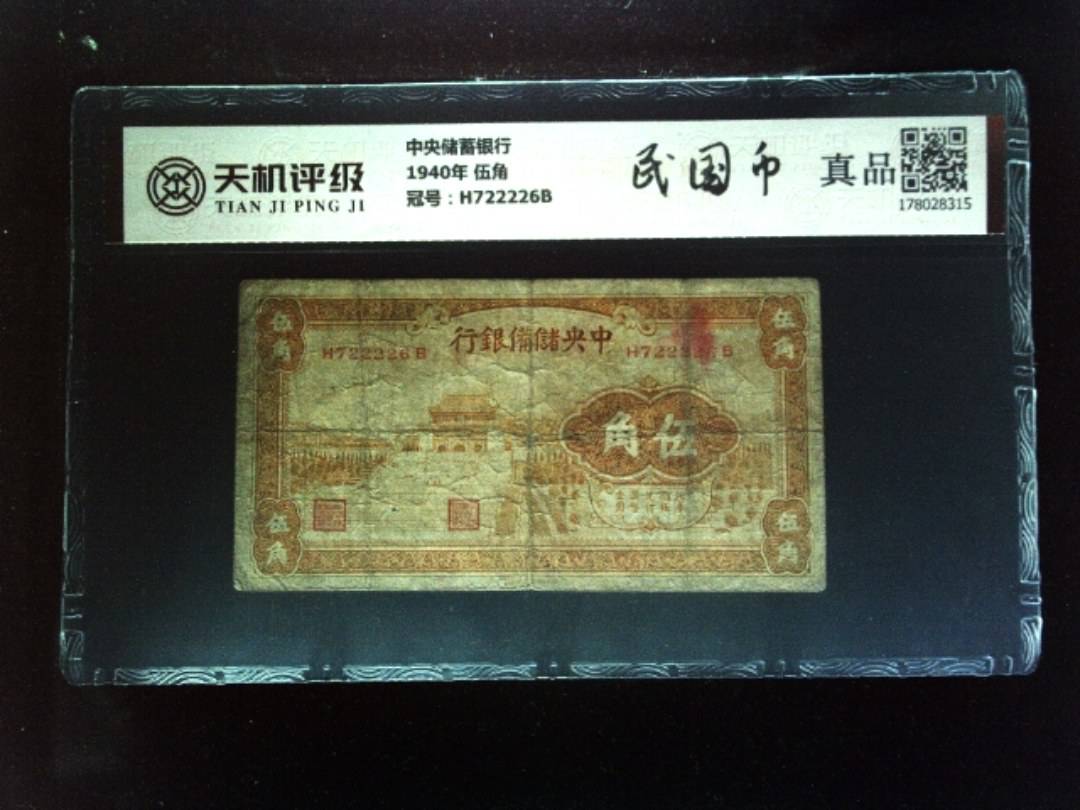 天机评级
TIAN JI PING JI
中央储蓄银行
1940年 伍角
冠号：H722226B
民国币
真品
178028315
伍角
伍角
中央儲備銀行
H722226B
伍角
伍角
伍角